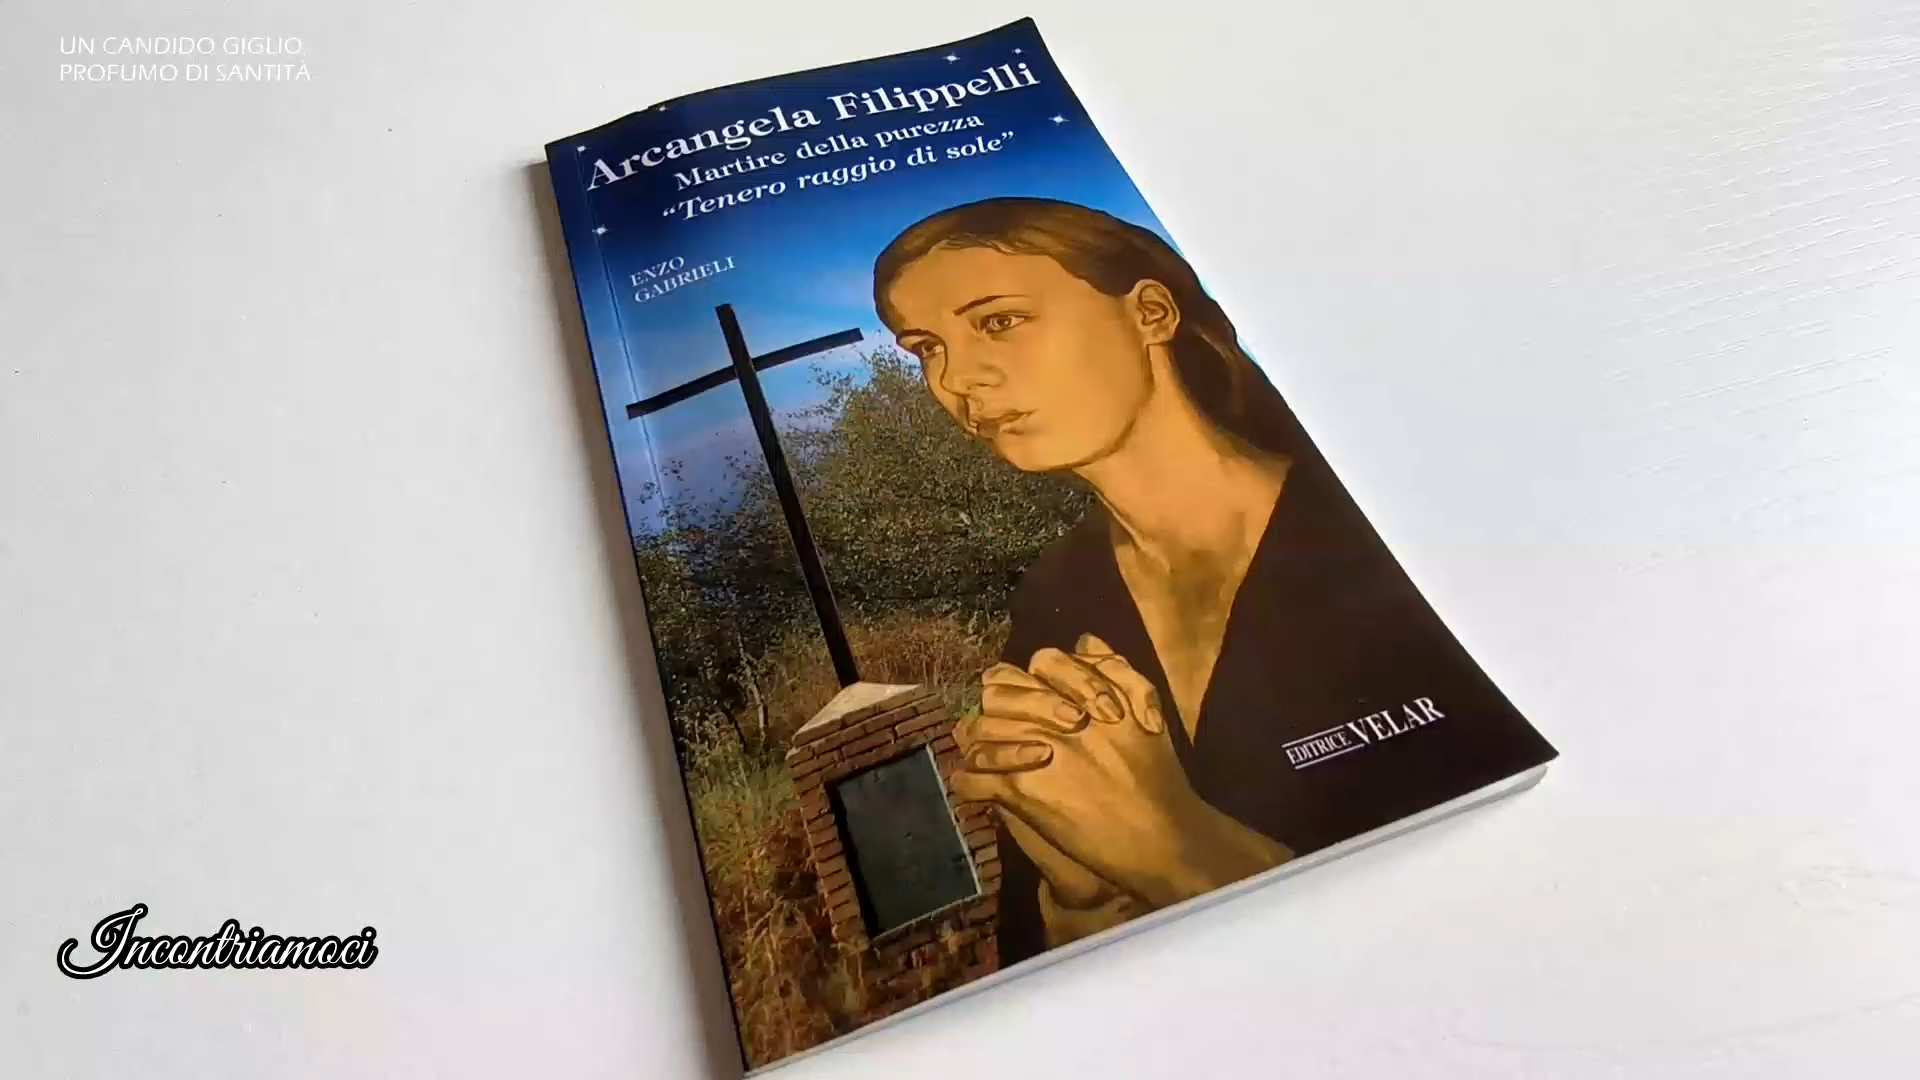 UN CANDIDO GIGLIO,
PROFUMO DI SANTITÀ
Arcangela Filippelli
Martire della purezza
“Tenero raggio di sole”
ENZO
GABRIELI
EDITRICE VELAR
Incontriamoci